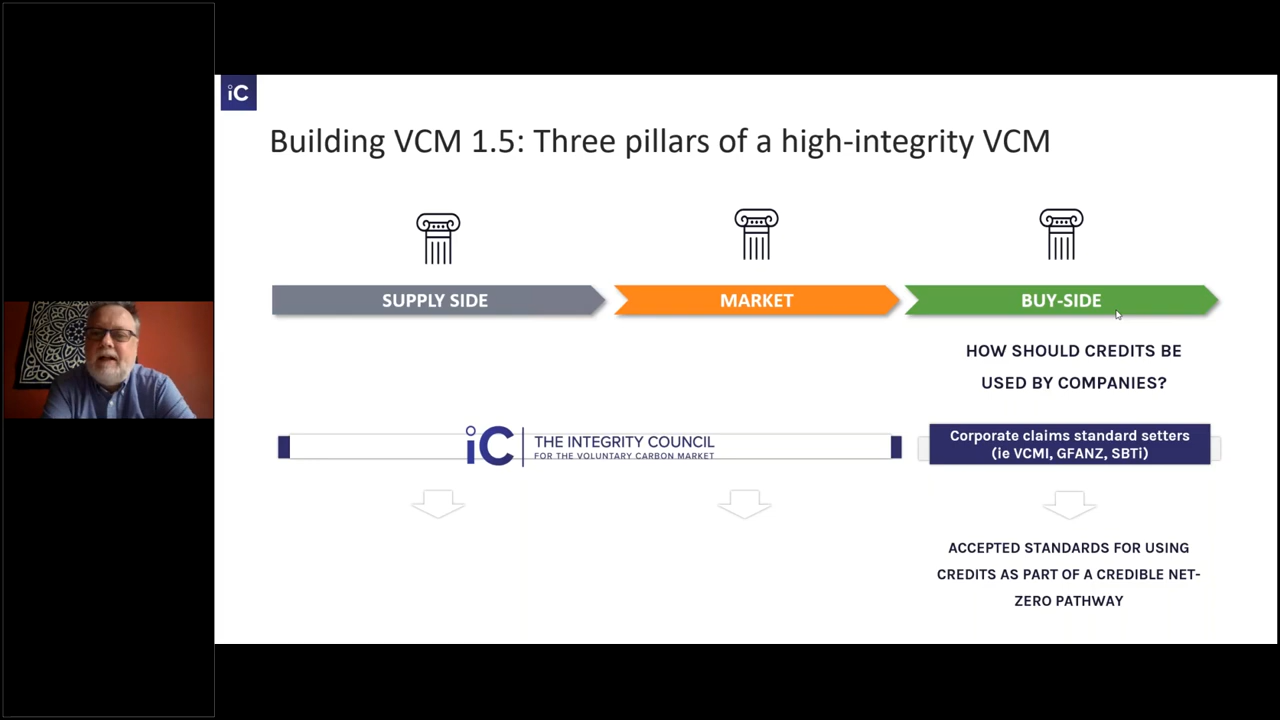 iC
Building VCM 1.5: Three pillars of a high-integrity VCM
SUPPLY SIDE
MARKET
BUY-SIDE
HOW SHOULD CREDITS BE
USED BY COMPANIES?
iC
THE INTEGRITY COUNCIL
FOR THE VOLUNTARY CARBON MARKET
Corporate claims standard setters
(ie VCMI, GFANZ, SBTi)
ACCEPTED STANDARDS FOR USING
CREDITS AS PART OF A CREDIBLE NET-
ZERO PATHWAY